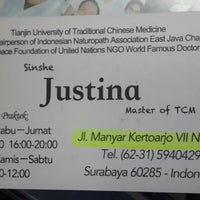 Tianjin University of Traditional Chinese Medicine
hairperson of Indonesian Naturopath Association East Java Cha
eace Foundation of United Nations NGO World Famous Doctor
Sinshe
Justina
Master of TCM
Praktek:
abu - Jumat
0 16:00-20:00
amis - Sabtu
0-12:00
Jl. Manyar Kertoarjo VII N
Tel. (62-31) 5940429
Surabaya 60285 - Indon